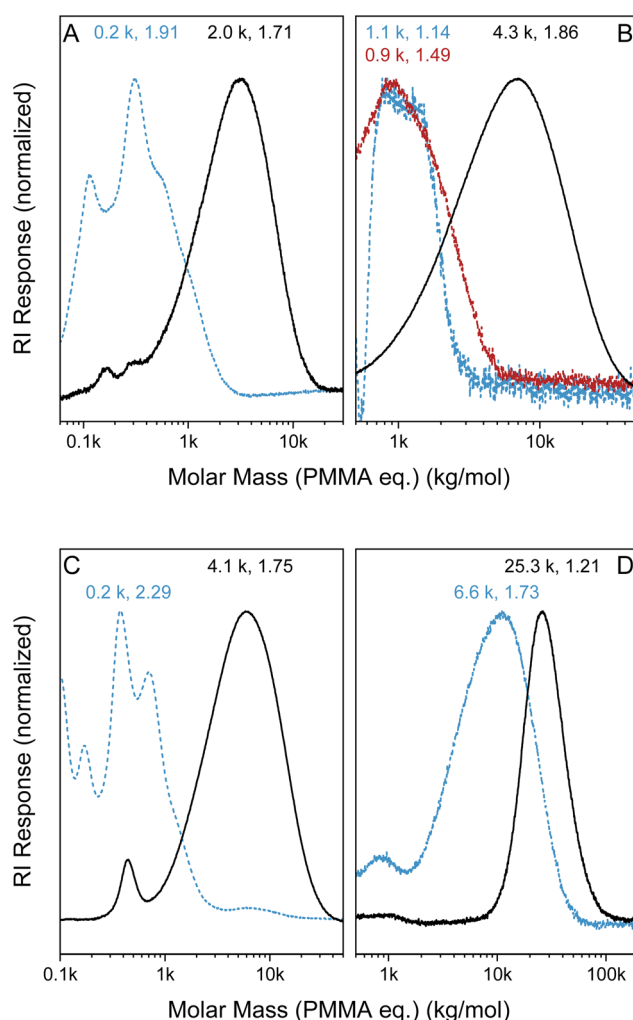 A
0.2 k, 1.91
2.0 k, 1.71
1.1 k, 1.14
0.9 k, 1.49
4.3 k, 1.86
B
RI Response (normalized)
0.1k
1k
10k
1k
10k
Molar Mass (PMMA eq.) (kg/mol)
C
4.1 k, 1.75
0.2 k, 2.29
25.3 k, 1.21
D
6.6 k, 1.73
RI Response (normalized)
0.1k
1k
10k
1k
10k
100k
Molar Mass (PMMA eq.) (kg/mol)